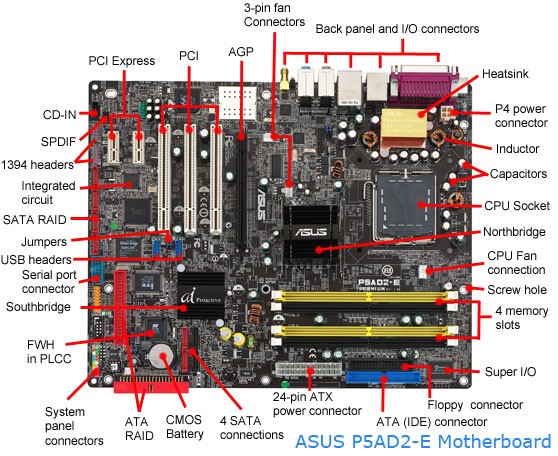 3-pin fan
Connectors
Back panel and I/O connectors
PCI Express
PCI
AGP
Heatsink
CD-IN
P4 power
connector
SPDIF
Inductor
1394 headers
Capacitors
Integrated
circuit
CPU Socket
SATA RAID
ASUS
ASUS
Northbridge
Jumpers
USB headers
CPU Fan
connection
Serial port
connector
P5AD2-E
PREMIUM
Screw hole
Southbridge
ai
Proactive
4 memory
slots
FWH
in PLCC
Super I/O
System
panel
connectors
ATA
RAID
CMOS
Battery
4 SATA
connections
24-pin ATX
power connector
Floppy connector
ATA (IDE) connector
ASUS P5AD2-E Motherboard